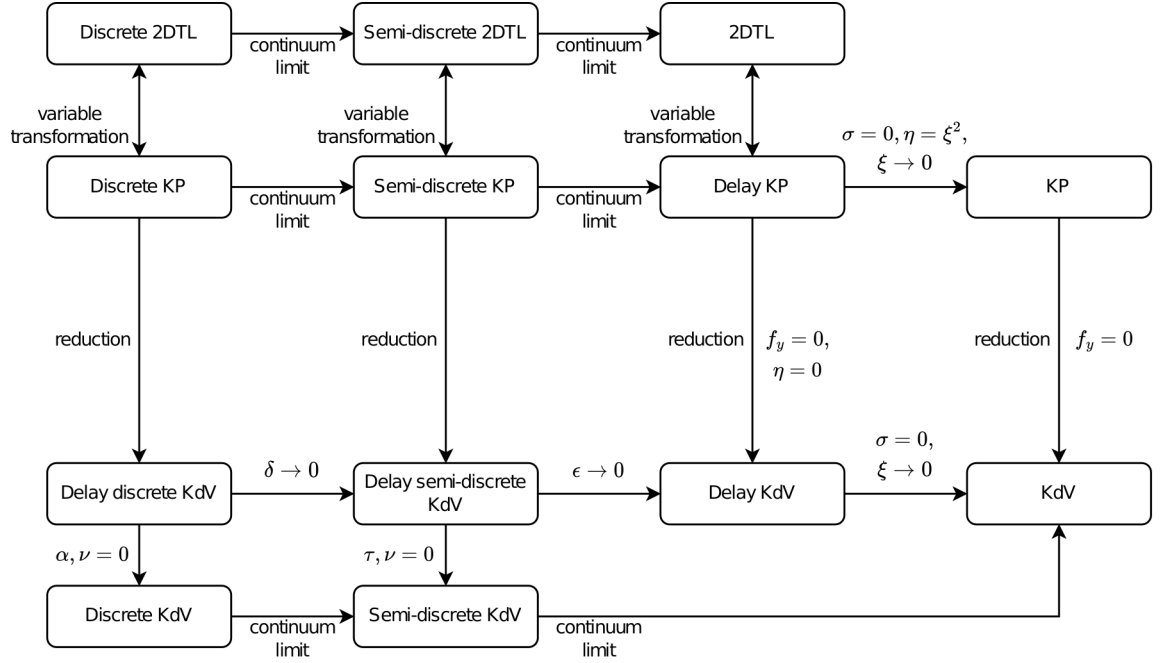 Discrete 2DTL
continuum
limit
Semi-discrete 2DTL
continuum
limit
2DTL
variable
transformation
variable
transformation
variable
transformation
σ = 0, η = ξ²,
ξ → 0
Discrete KP
continuum
limit
Semi-discrete KP
continuum
limit
Delay KP
KP
reduction
reduction
reduction
f_y = 0,
η = 0
reduction
f_y = 0
Delay discrete KdV
δ → 0
Delay semi-discrete
KdV
ϵ → 0
Delay KdV
σ = 0,
ξ → 0
KdV
α, ν = 0
τ, ν = 0
Discrete KdV
continuum
limit
Semi-discrete KdV
continuum
limit